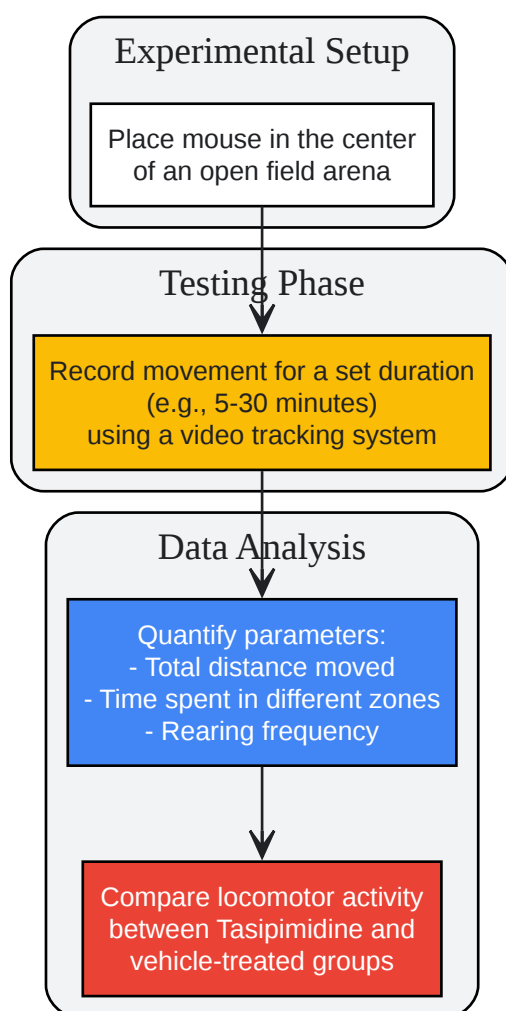 Experimental Setup
Place mouse in the center
of an open field arena
Testing Phase
Record movement for a set duration
(e.g., 5-30 minutes)
using a video tracking system
Data Analysis
Quantify parameters:
- Total distance moved
- Time spent in different zones
- Rearing frequency
Compare locomotor activity
between Tasipimidine and
vehicle-treated groups